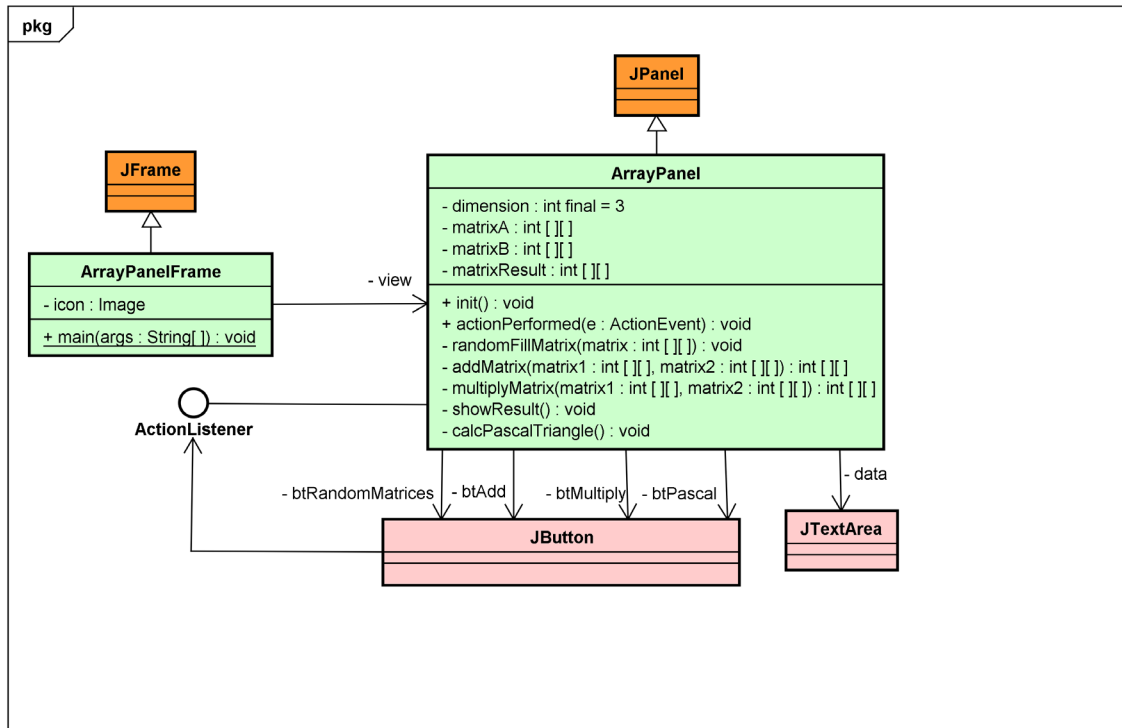 pkg
JPanel
JFrame
ArrayPanel
- dimension : int final = 3
- matrixA : int [ ][ ]
- matrixB : int [ ][ ]
- matrixResult : int [ ][ ]
ArrayPanelFrame
- icon : Image
+ main(args : String[ ]) : void
- view
+ init() : void
+ actionPerformed(e : ActionEvent) : void
- randomFillMatrix(matrix : int [ ][ ]) : void
- addMatrix(matrix1 : int [ ][ ], matrix2 : int [ ][ ]) : int [ ][ ]
- multiplyMatrix(matrix1 : int [ ][ ], matrix2 : int [ ][ ]) : int [ ][ ]
- showResult() : void
- calcPascalTriangle() : void
ActionListener
- btRandomMatrices
- btAdd
- btMultiply
- btPascal
- data
JButton
JTextArea